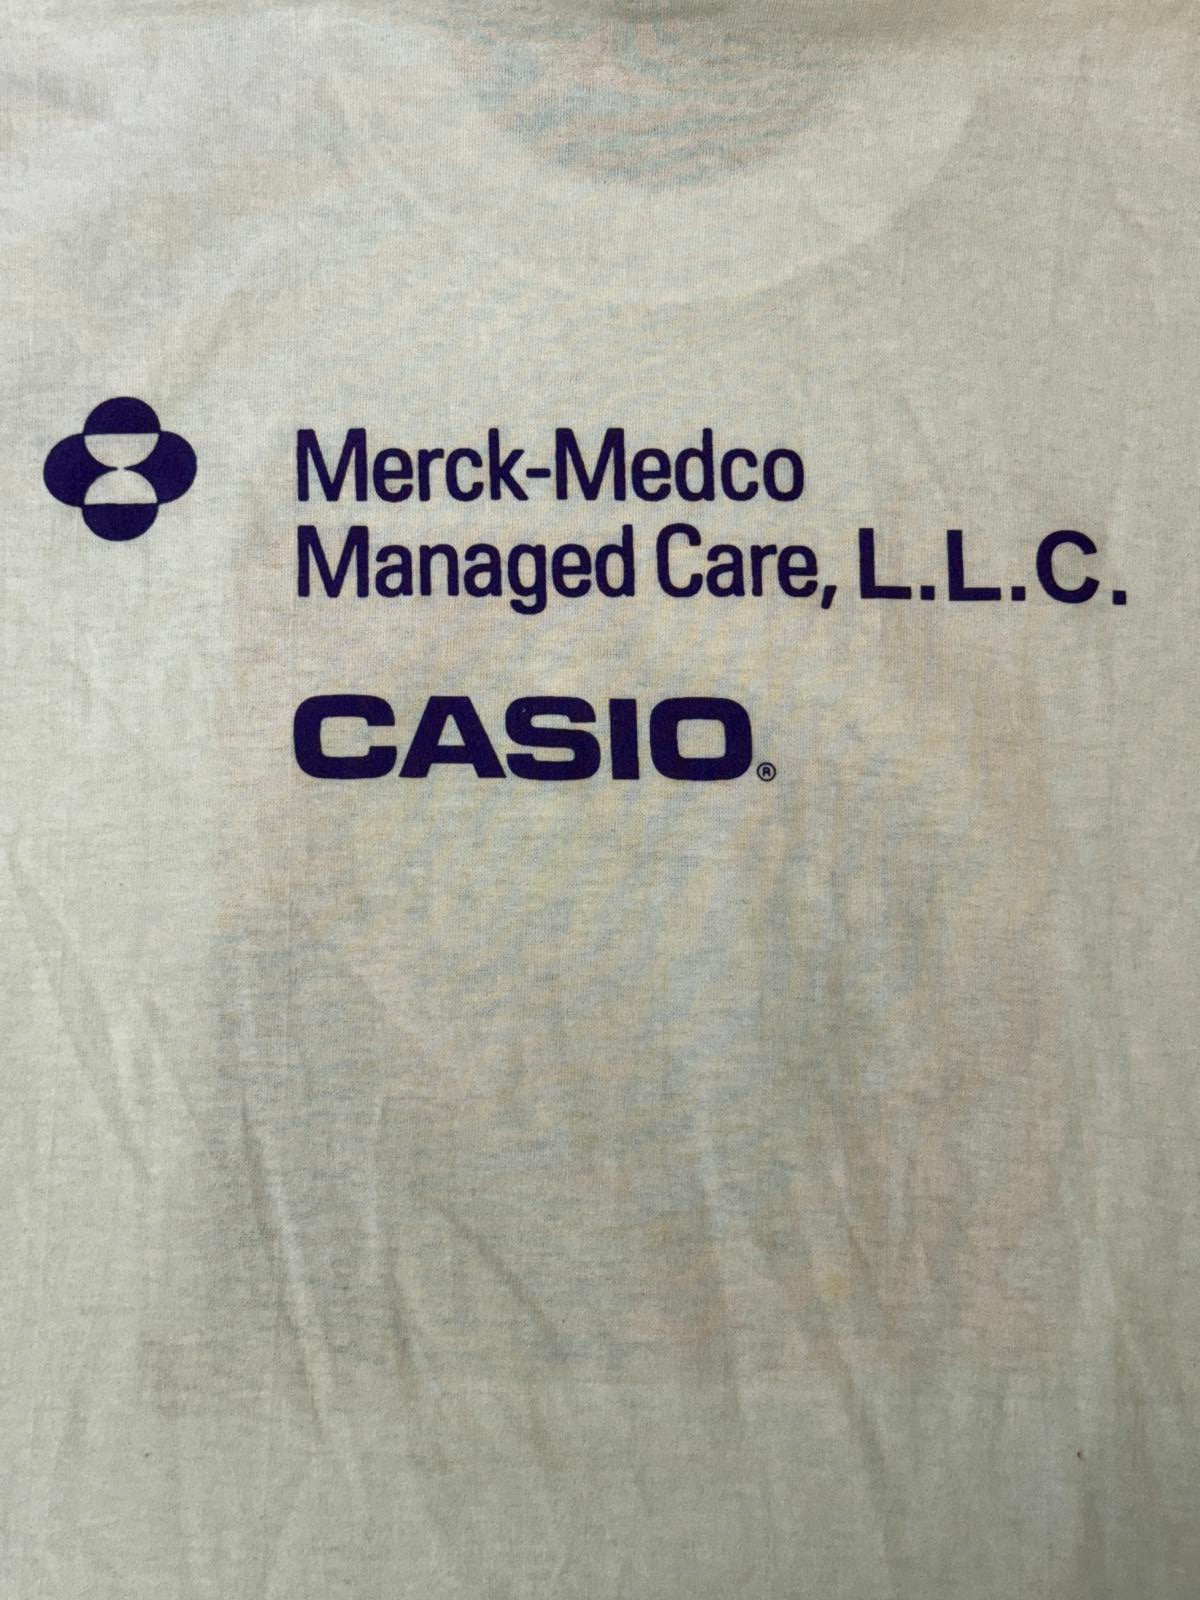 Merck-Medco
Managed Care, L.L.C.
CASIO®